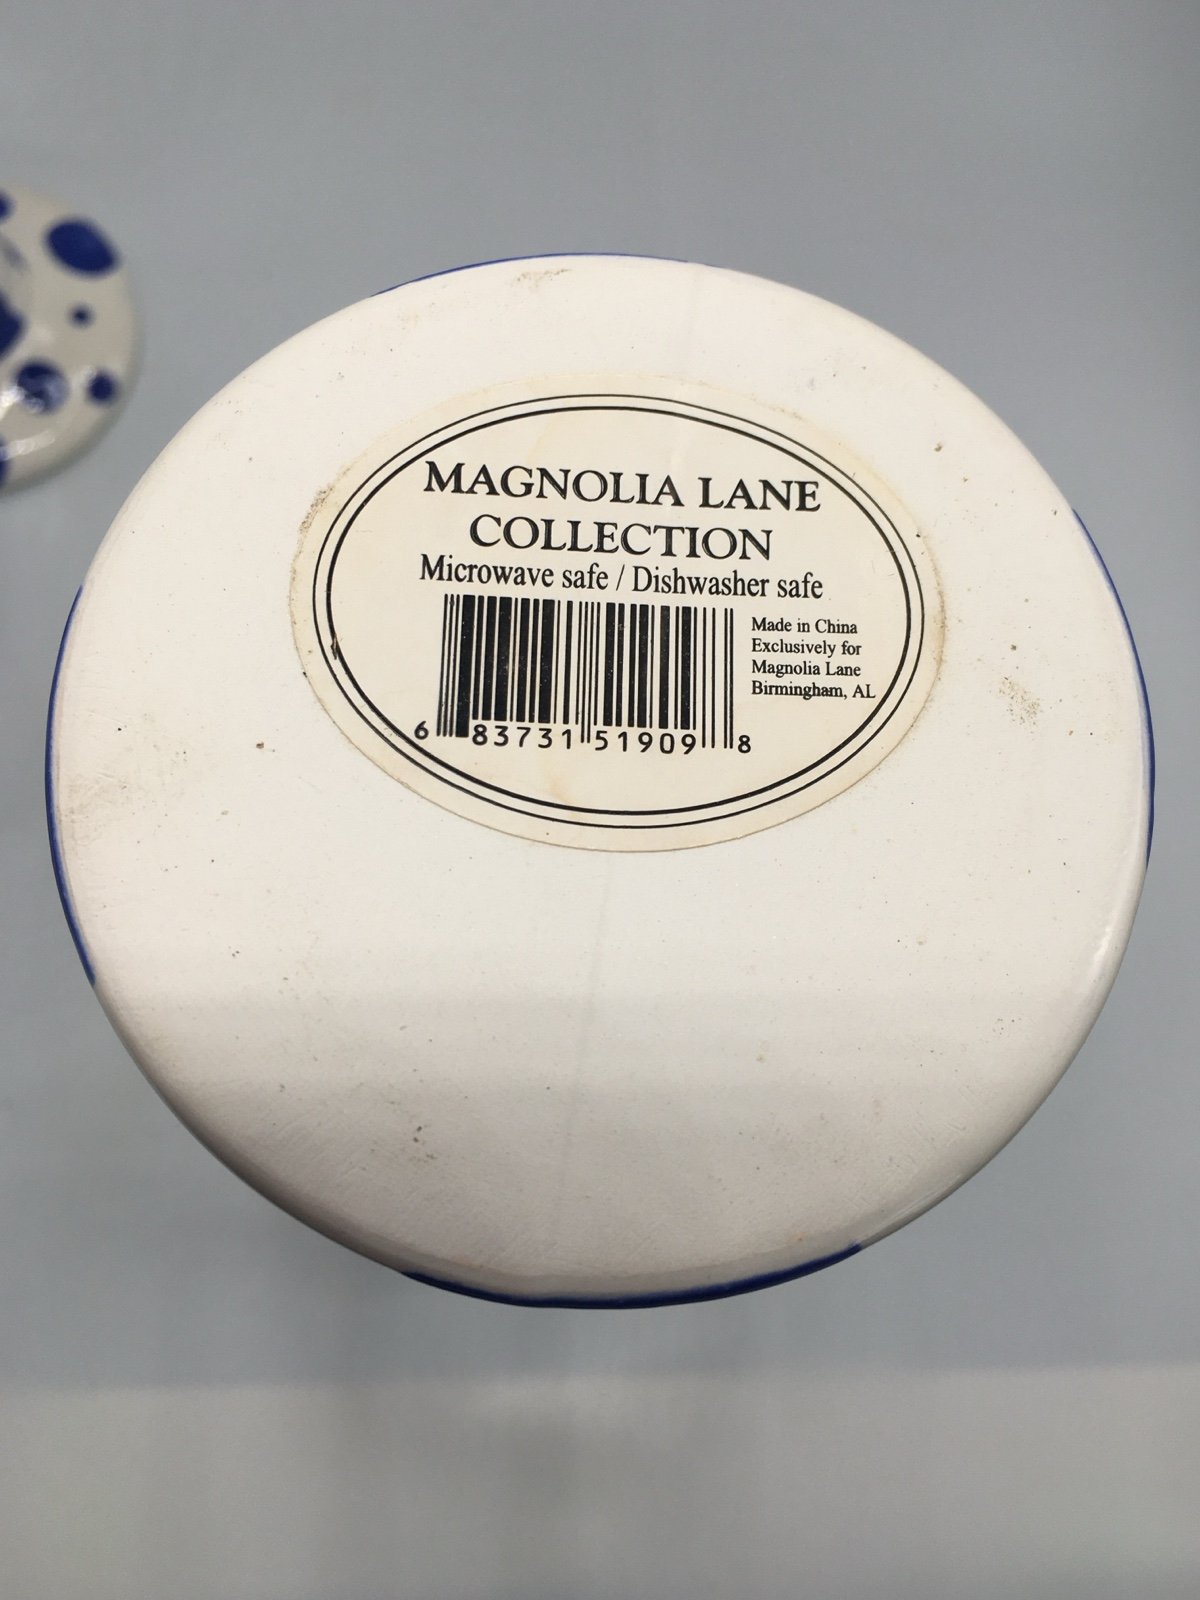 MAGNOLIA LANE
COLLECTION
Microwave safe / Dishwasher safe
Made in China
Exclusively for
Magnolia Lane
Birmingham, AL
6 83731 51909 8